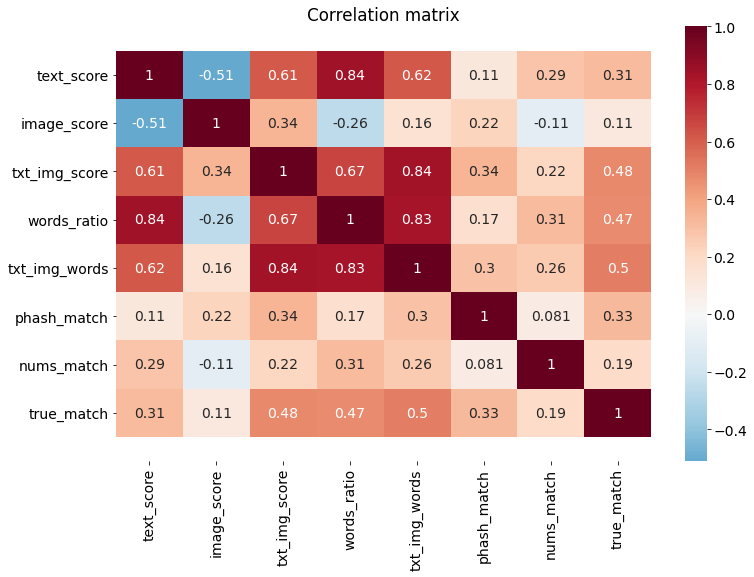 Correlation matrix
text_score 1 -0.51 0.61 0.84 0.62 0.11 0.29 0.31
image_score -0.51 1 0.34 -0.26 0.16 0.22 -0.11 0.11
txt_img_score 0.61 0.34 1 0.67 0.84 0.34 0.22 0.48
words_ratio 0.84 -0.26 0.67 1 0.83 0.17 0.31 0.47
txt_img_words 0.62 0.16 0.84 0.83 1 0.3 0.26 0.5
phash_match 0.11 0.22 0.34 0.17 0.3 1 0.081 0.33
nums_match 0.29 -0.11 0.22 0.31 0.26 0.081 1 0.19
true_match 0.31 0.11 0.48 0.47 0.5 0.33 0.19 1
text_score image_score txt_img_score words_ratio txt_img_words phash_match nums_match true_match
1.0
0.8
0.6
0.4
0.2
0.0
−0.2
−0.4